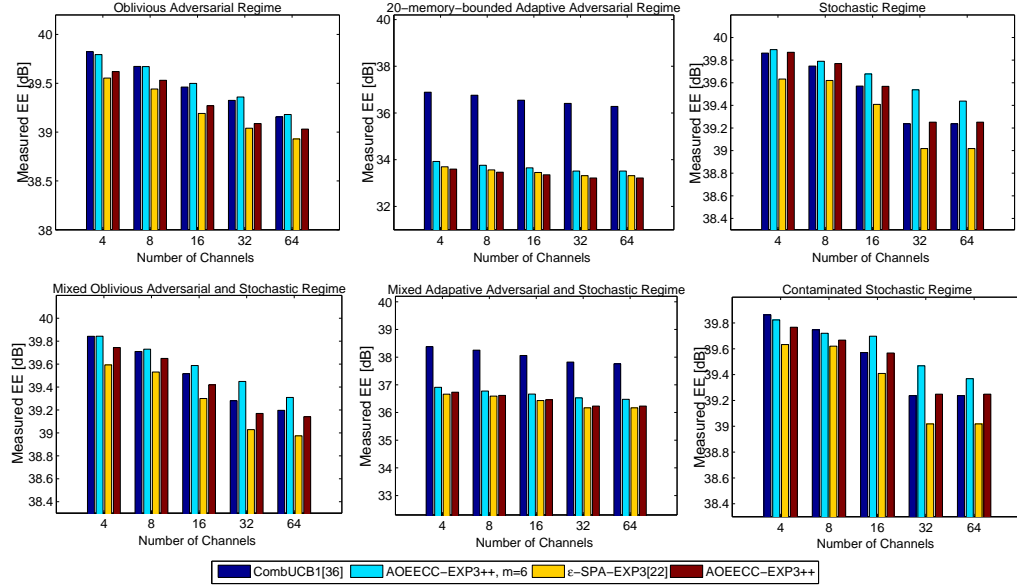 Oblivious Adversarial Regime
Measured EE [dB]
40
39.5
39
38.5
38
4 8 16 32 64
Number of Channels
20−memory−bounded Adaptive Adversarial Regime
Measured EE [dB]
40
38
36
34
32
4 8 16 32 64
Number of Channels
Stochastic Regime
Measured EE [dB]
40
39.8
39.6
39.4
39.2
39
38.8
38.6
38.4
4 8 16 32 64
Number of Channels
Mixed Oblivious Adversarial and Stochastic Regime
Measured EE [dB]
40
39.8
39.6
39.4
39.2
39
38.8
38.6
38.4
4 8 16 32 64
Number of Channels
Mixed Adapative Adversarial and Stochastic Regime
Measured EE [dB]
40
39
38
37
36
35
34
33
4 8 16 32 64
Number of Channels
Contaminated Stochastic Regime
Measured EE [dB]
39.8
39.6
39.4
39.2
39
38.8
38.6
38.4
4 8 16 32 64
Number of Channels
CombUCB1[36] AOEECC−EXP3++, m=6 ε−SPA−EXP3[22] AOEECC−EXP3++